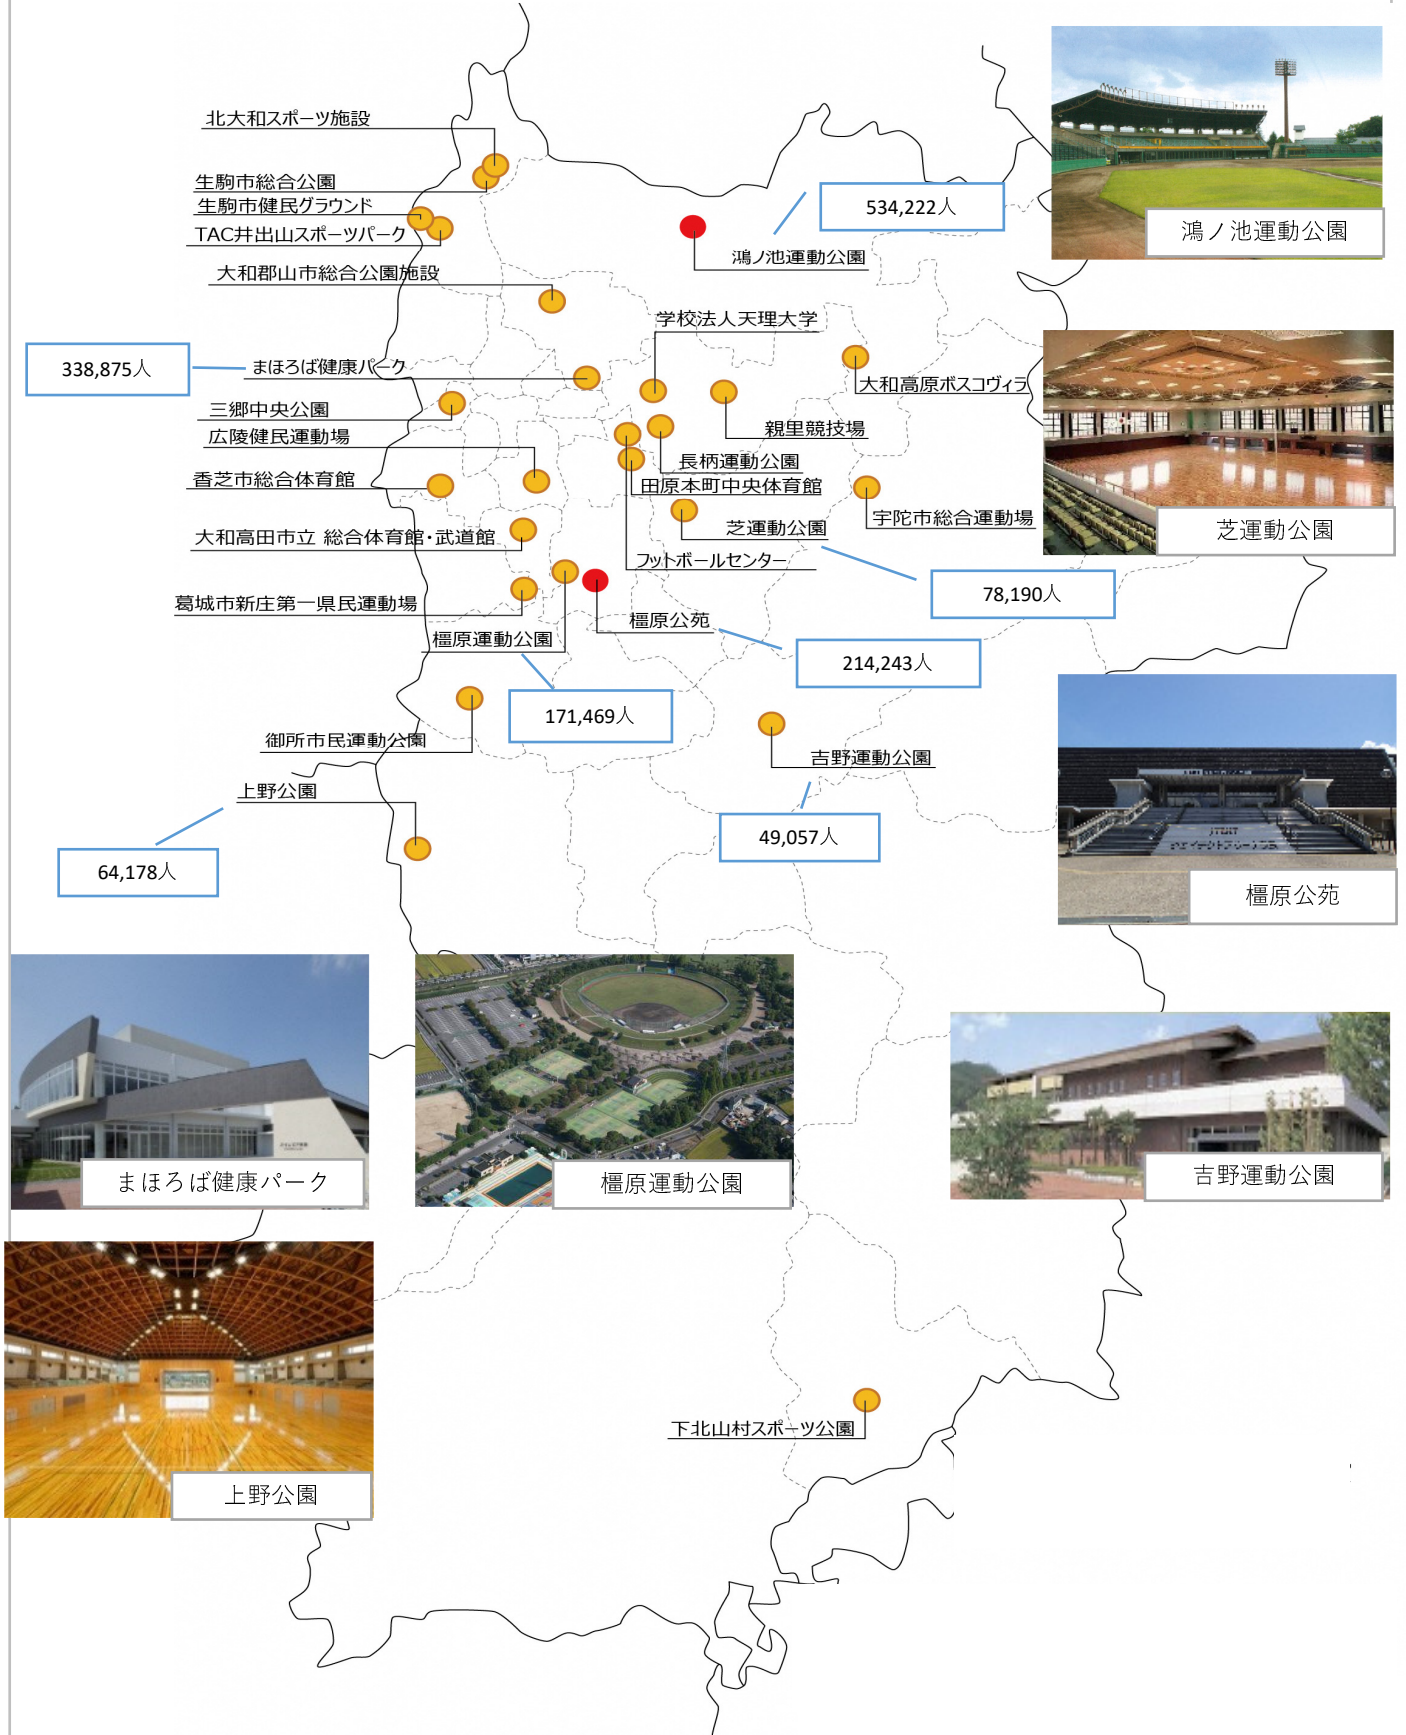 北大和スポーツ施設
生駒市総合公園
生駒市健民グラウンド
TAC井出山スポーツパーク
大和郡山市総合公園施設
534,222人
鴻ノ池運動公園
鴻ノ池運動公園
学校法人天理大学
338,875人
まほろば健康パーク
大和高原ボスコヴィラ
三郷中央公園
親里競技場
広陵健民運動場
長柄運動公園
香芝市総合体育館
田原本町中央体育館
宇陀市総合運動場
芝運動公園
芝運動公園
大和高田市立 総合体育館・武道館
フットボールセンター
78,190人
葛城市新庄第一県民運動場
橿原公苑
橿原運動公園
214,243人
171,469人
御所市民運動公園
吉野運動公園
上野公園
49,057人
64,178人
橿原公苑
まほろば健康パーク
橿原運動公園
吉野運動公園
下北山村スポーツ公園
上野公園